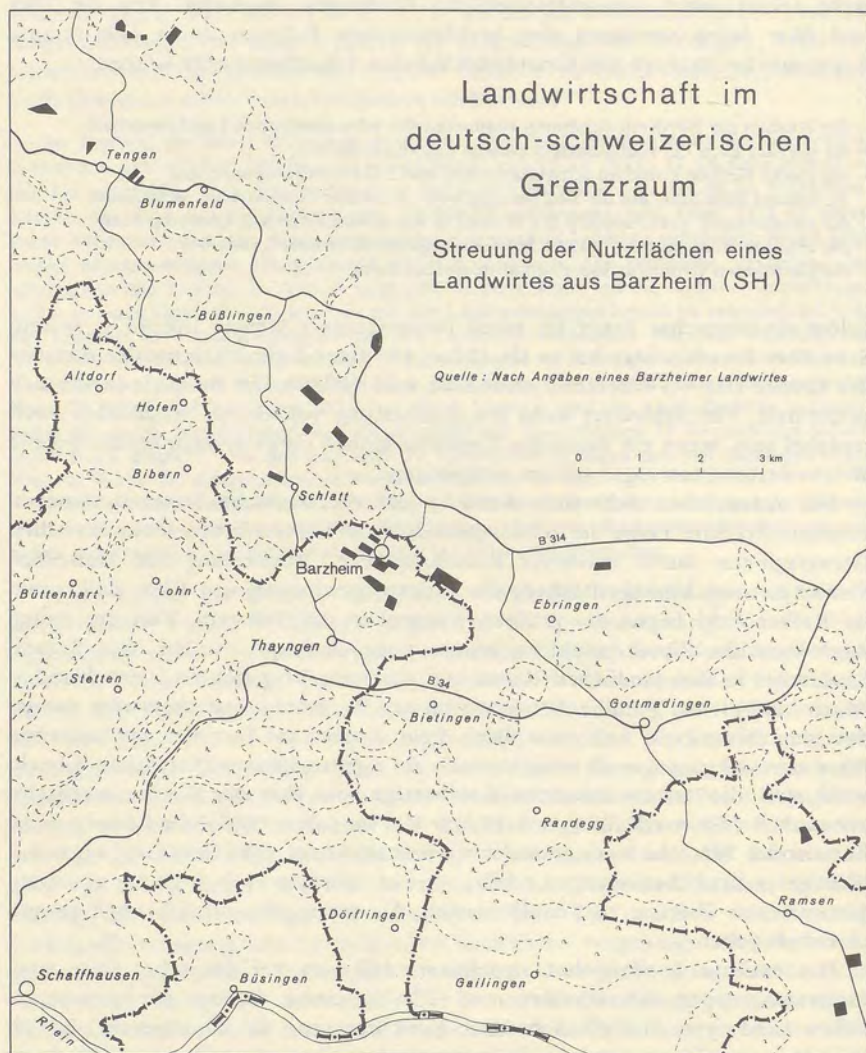 Landwirtschaft im
deutsch-schweizerischen
Grenzraum
Streuung der Nutzflächen eines
Landwirtes aus Barzheim (SH)
Quelle : Nach Angaben eines Barzheimer Landwirtes
0 1 2 3 km
Tengen
Blumenfeld
Büßlingen
Altdorf
Hofen
Bibern
Schlatt
B 314
Barzheim
Büttenhart
Lohn
Ebringen
Thayngen
Stetten
B 34
Bietingen
Gottmadingen
Randegg
Ramsen
Dörflingen
Schaffhausen
Büsingen
Gailingen
Rhein